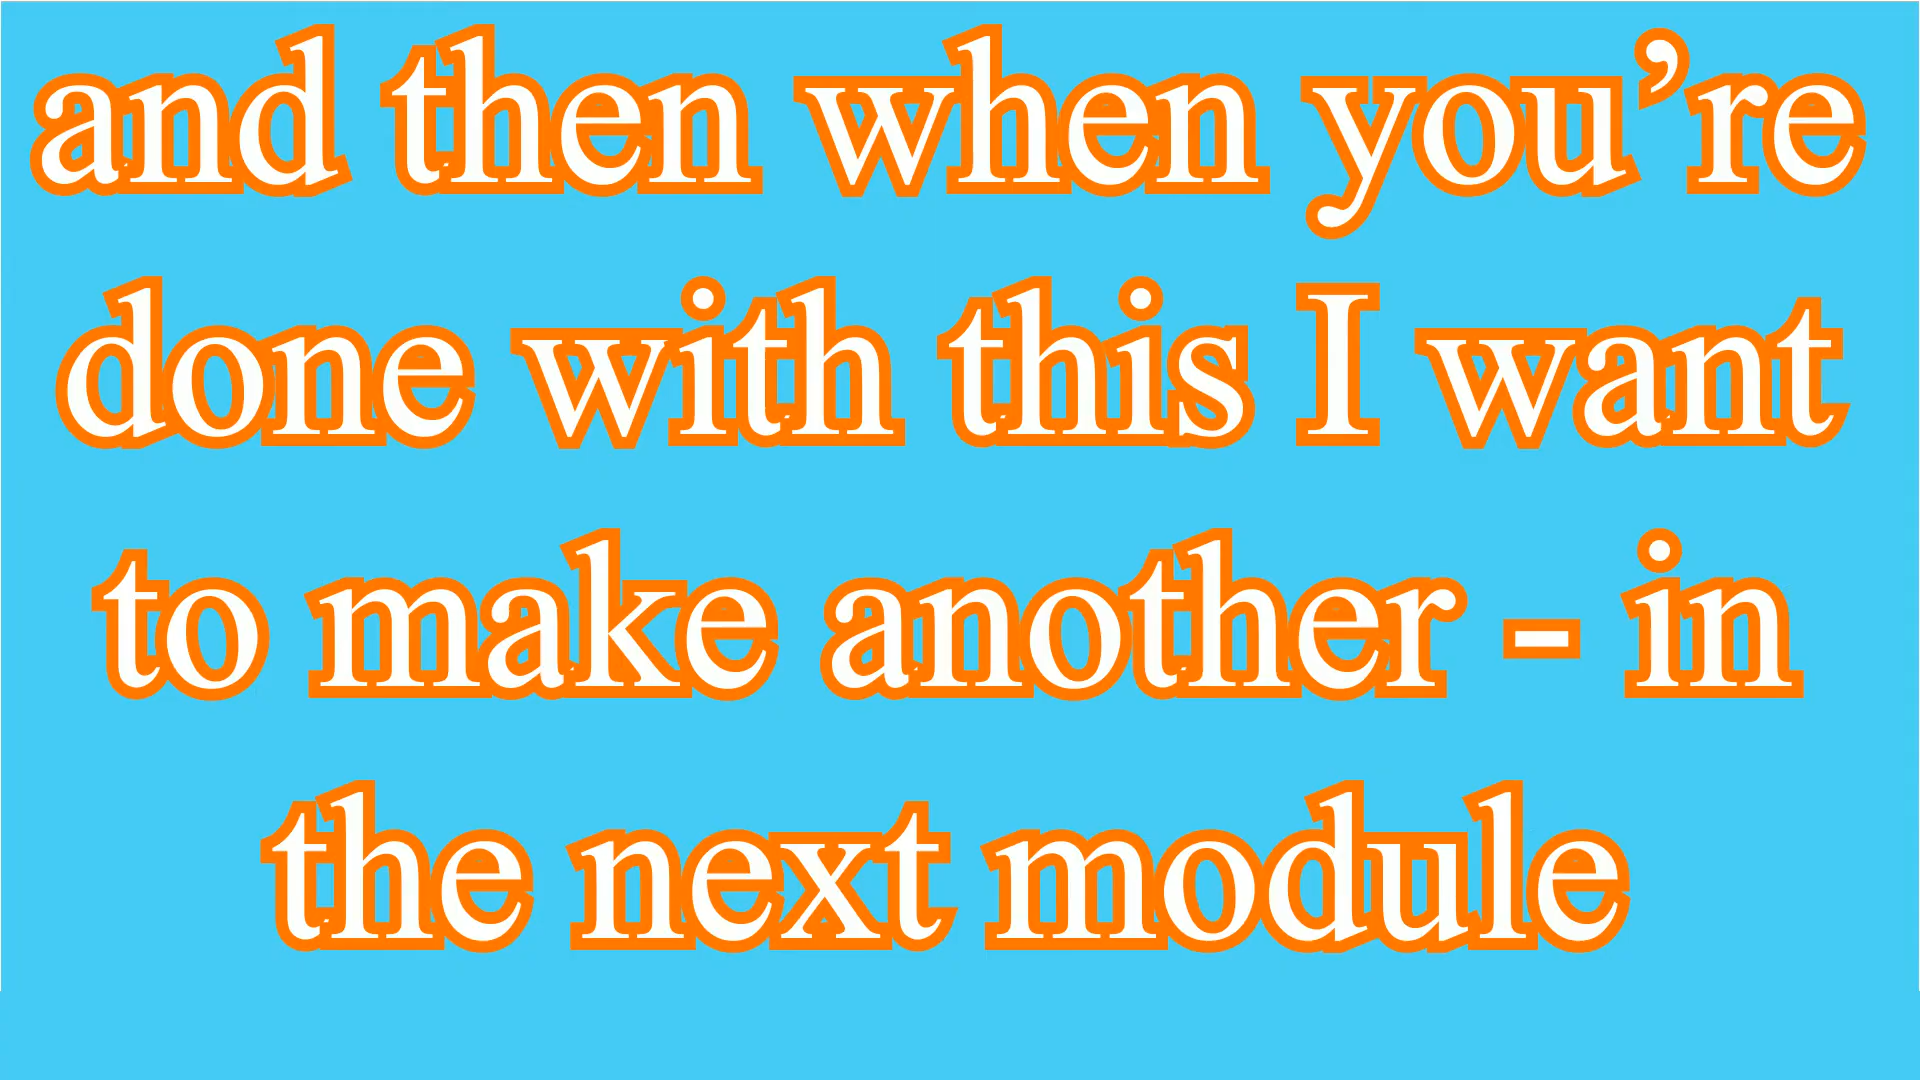 and then when you’re
done with this I want
to make another - in
the next module